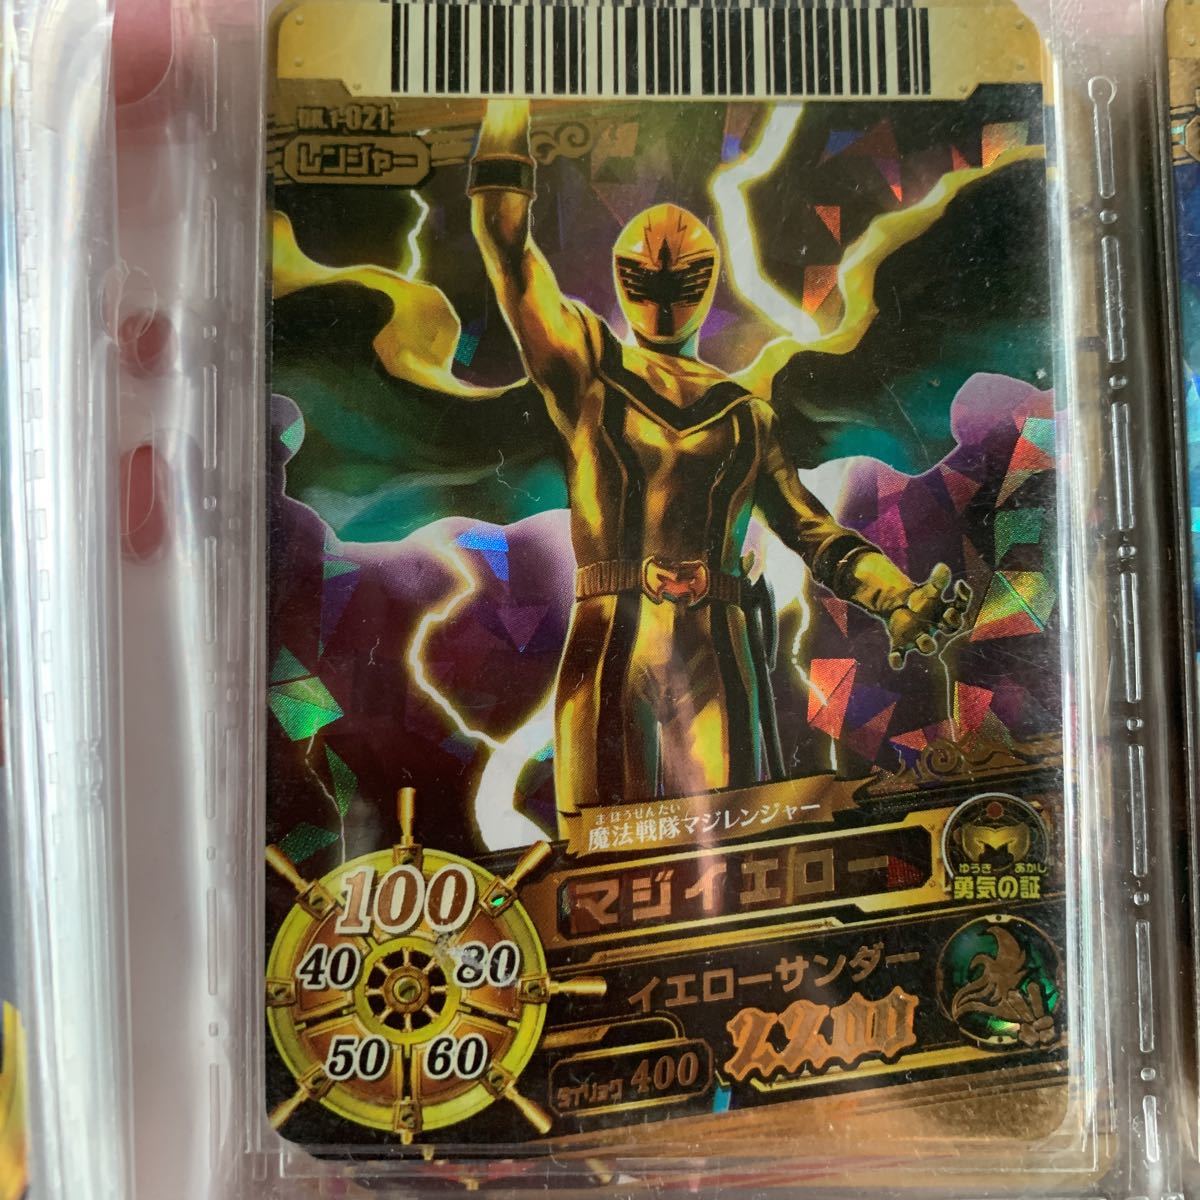 DK.1-021
レンジャー
まほうせんたい
魔法戦隊マジレンジャー
マジイエロー
ゆうき あかし
勇気の証
100
40
80
50
60
イエローサンダー
2200
タイリョク 400